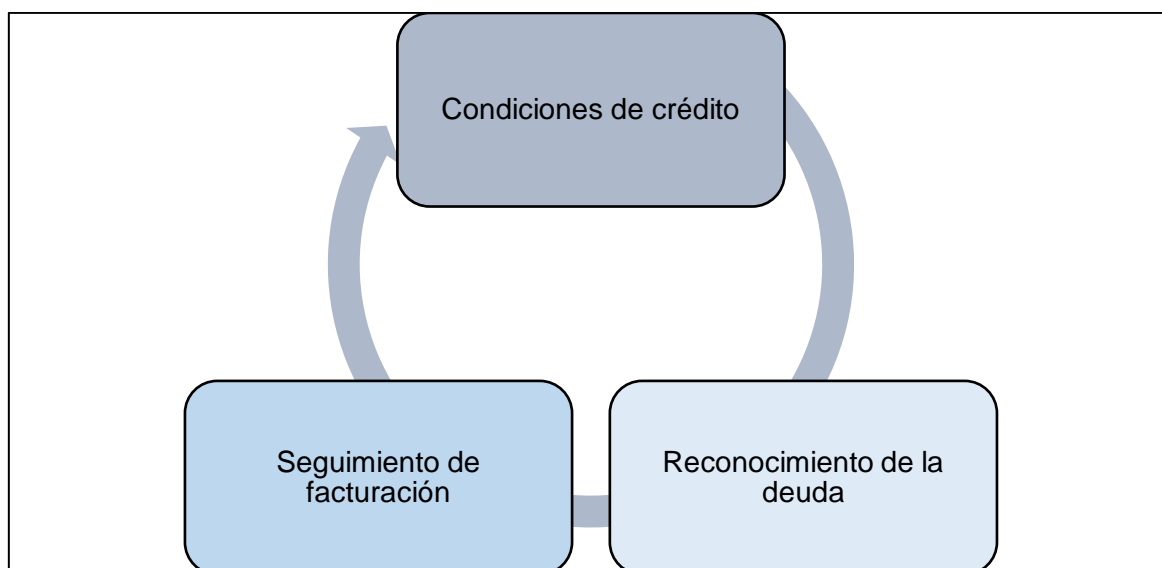 Condiciones de crédito
Seguimiento de
facturación
Reconocimiento de la
deuda